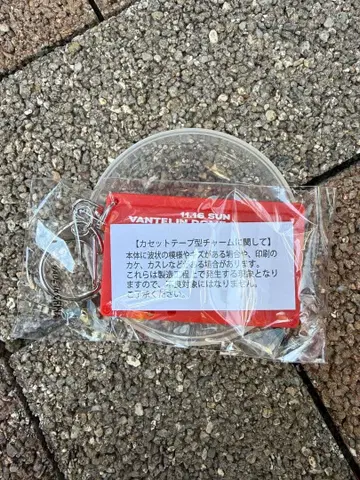 11.16 SUN
VANTELIN DO
【カセットテープ型チャームに関して】
本体に波状の模様やキズがある場合や、印刷の
カケ、カスレなどがある場合があります。
これらは製造工程上で発生する現象となり
ますので、不良対象にはなりません。
ご了承ください。